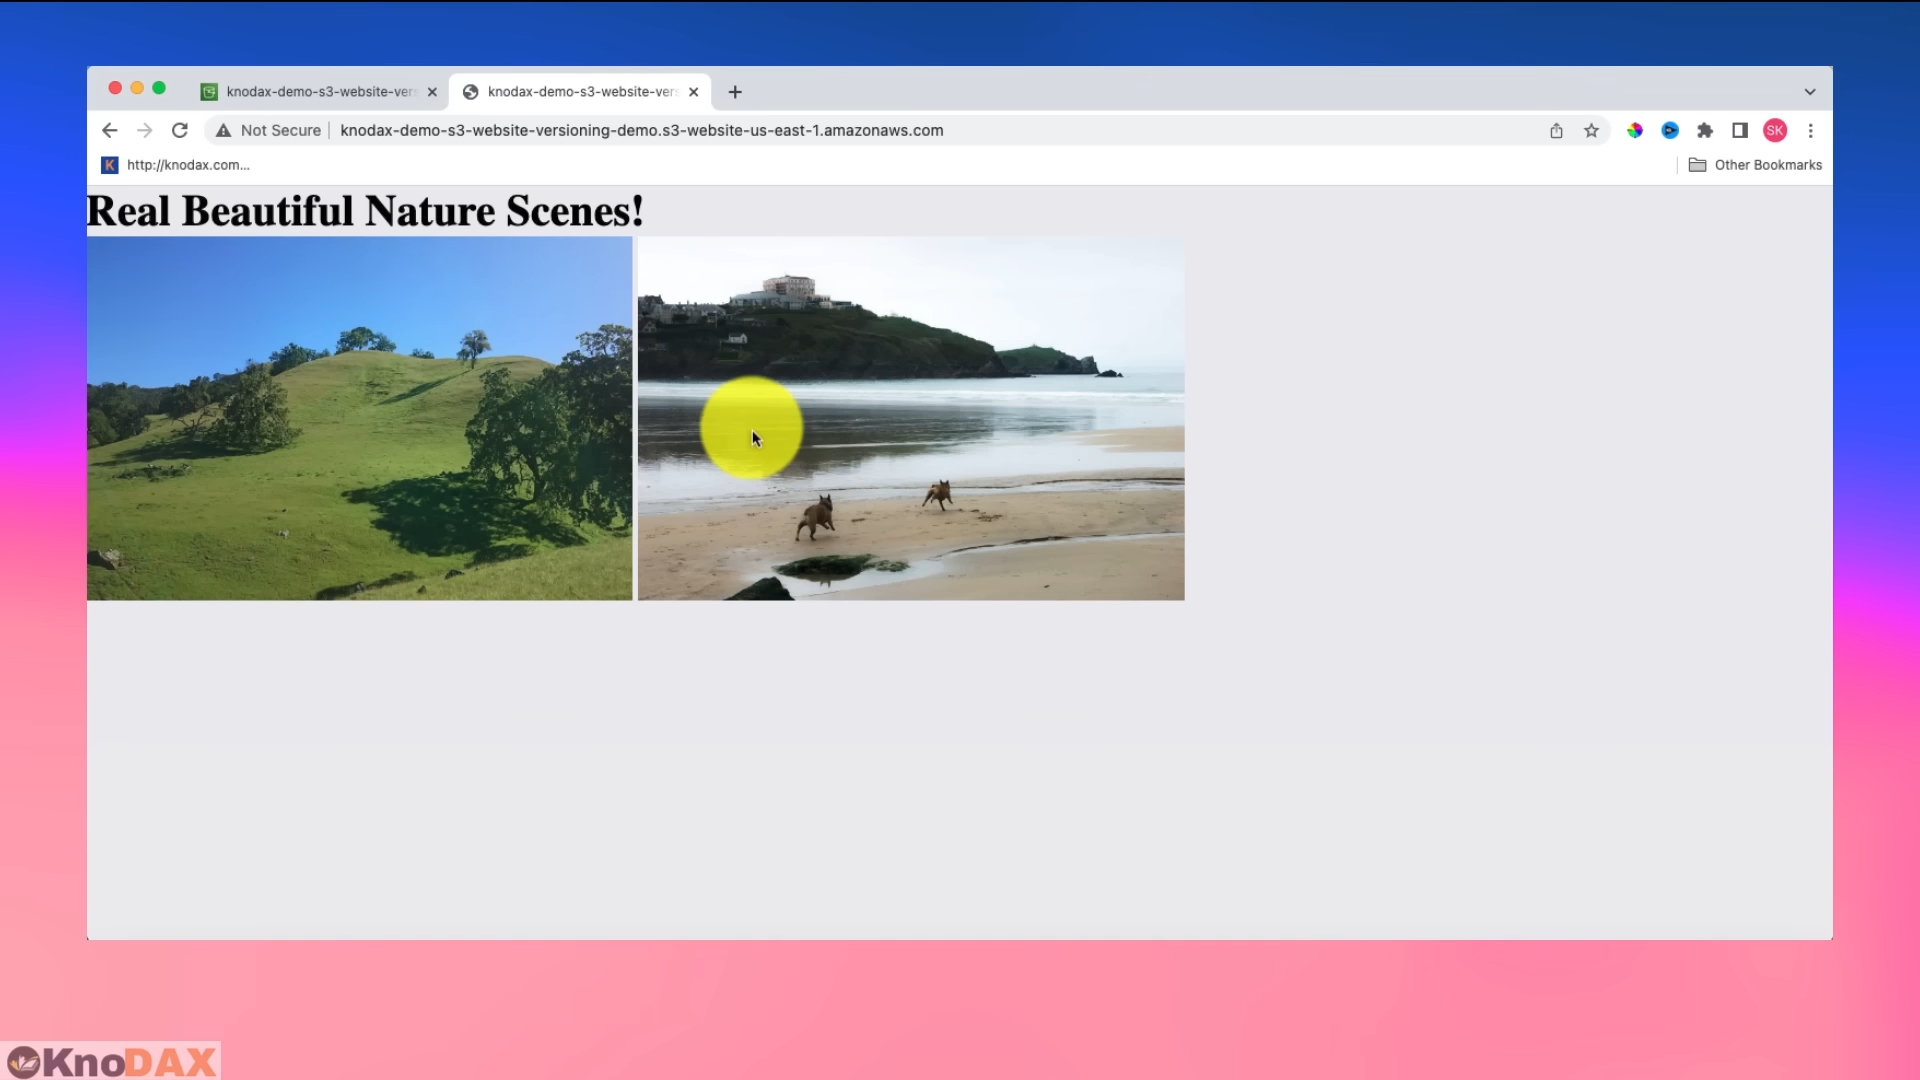 knodax-demo-s3-website-ver
knodax-demo-s3-website-vers
Not Secure
knodax-demo-s3-website-versioning-demo.s3-website-us-east-1.amazonaws.com
SK
K
http://knodax.com...
Other Bookmarks
Real Beautiful Nature Scenes!
KnoDAX